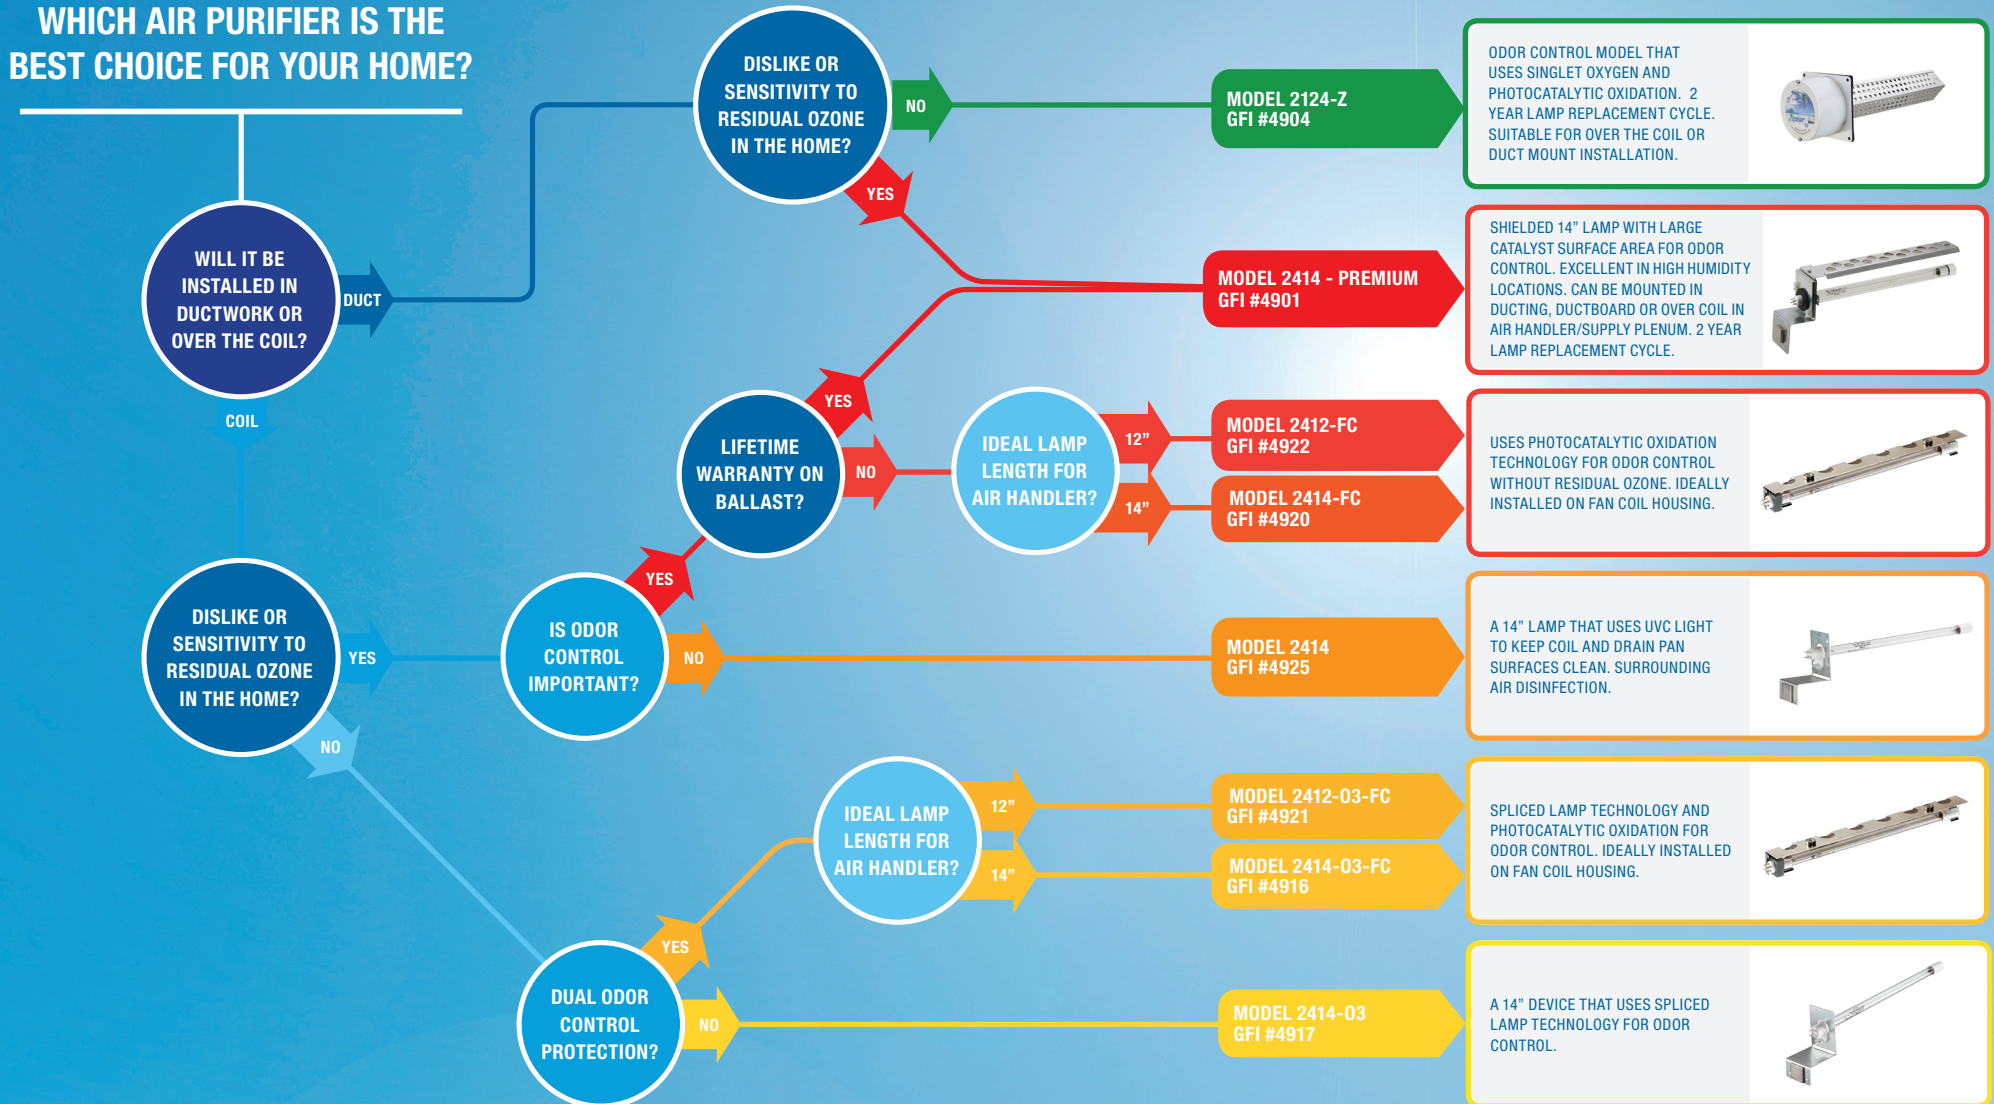 WHICH AIR PURIFIER IS THE
BEST CHOICE FOR YOUR HOME?
WILL IT BE
INSTALLED IN
DUCTWORK OR
OVER THE COIL?
DUCT
COIL
DISLIKE OR
SENSITIVITY TO
RESIDUAL OZONE
IN THE HOME?
NO
YES
MODEL 2124-Z
GFI #4904
ODOR CONTROL MODEL THAT
USES SINGLET OXYGEN AND
PHOTOCATALYTIC OXIDATION. 2
YEAR LAMP REPLACEMENT CYCLE.
SUITABLE FOR OVER THE COIL OR
DUCT MOUNT INSTALLATION.
MODEL 2414 - PREMIUM
GFI #4901
SHIELDED 14” LAMP WITH LARGE
CATALYST SURFACE AREA FOR ODOR
CONTROL. EXCELLENT IN HIGH HUMIDITY
LOCATIONS. CAN BE MOUNTED IN
DUCTING, DUCTBOARD OR OVER COIL IN
AIR HANDLER/SUPPLY PLENUM. 2 YEAR
LAMP REPLACEMENT CYCLE.
LIFETIME
WARRANTY ON
BALLAST?
YES
NO
IDEAL LAMP
LENGTH FOR
AIR HANDLER?
12”
14”
MODEL 2412-FC
GFI #4922
MODEL 2414-FC
GFI #4920
USES PHOTOCATALYTIC OXIDATION
TECHNOLOGY FOR ODOR CONTROL
WITHOUT RESIDUAL OZONE. IDEALLY
INSTALLED ON FAN COIL HOUSING.
DISLIKE OR
SENSITIVITY TO
RESIDUAL OZONE
IN THE HOME?
YES
NO
IS ODOR
CONTROL
IMPORTANT?
YES
NO
MODEL 2414
GFI #4925
A 14” LAMP THAT USES UVC LIGHT
TO KEEP COIL AND DRAIN PAN
SURFACES CLEAN. SURROUNDING
AIR DISINFECTION.
IDEAL LAMP
LENGTH FOR
AIR HANDLER?
12”
14”
MODEL 2412-03-FC
GFI #4921
MODEL 2414-03-FC
GFI #4916
SPLICED LAMP TECHNOLOGY AND
PHOTOCATALYTIC OXIDATION FOR
ODOR CONTROL. IDEALLY INSTALLED
ON FAN COIL HOUSING.
DUAL ODOR
CONTROL
PROTECTION?
YES
NO
MODEL 2414-03
GFI #4917
A 14” DEVICE THAT USES SPLICED
LAMP TECHNOLOGY FOR ODOR
CONTROL.